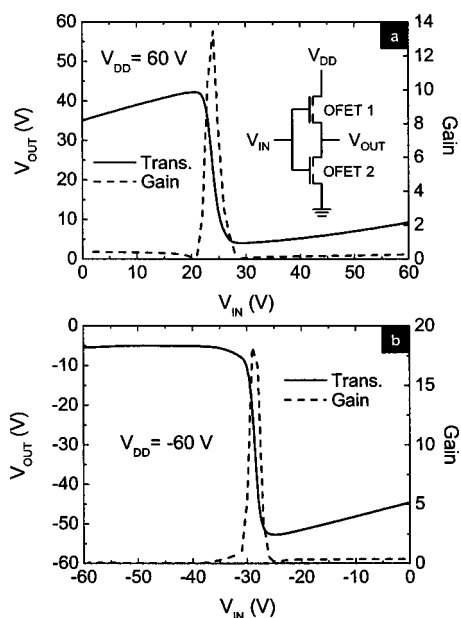 60
50
40
30
20
10
0
V_OUT (V)
V_DD = 60 V
a
14
12
10
8
6
4
2
0
Gain
V_DD
OFET 1
V_IN
V_OUT
OFET 2
Trans.
Gain
0
20
40
60
V_IN (V)
0
-10
-20
-30
-40
-50
-60
V_OUT (V)
b
20
15
10
5
0
Gain
Trans.
Gain
V_DD= -60 V
-60
-50
-40
-30
-20
-10
0
V_IN (V)